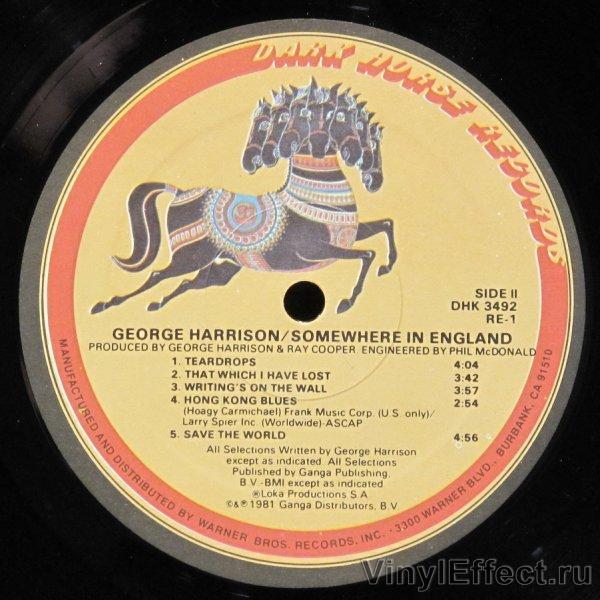 DARK HORSE RECORDS
SIDE II
DHK 3492
RE-1
GEORGE HARRISON/SOMEWHERE IN ENGLAND
PRODUCED BY GEORGE HARRISON & RAY COOPER ENGINEERED BY PHIL McDONALD
1. TEARDROPS 4:04
2. THAT WHICH I HAVE LOST 3:42
3. WRITING'S ON THE WALL 3:57
4. HONG KONG BLUES 2:54
(Hoagy Carmichael) Frank Music Corp. (U.S. only)/
Larry Spier Inc. (Worldwide)-ASCAP
5. SAVE THE WORLD 4:56
All Selections Written by George Harrison
except as indicated. All Selections
Published by Ganga Publishing,
B.V.-BMI except as indicated.
℗Loka Productions S.A.
©&℗1981 Ganga Distributors, B.V.
MANUFACTURED AND DISTRIBUTED BY WARNER BROS. RECORDS, INC. · 3300 WARNER BLVD., BURBANK, CA 91510
VinylEffect.ru